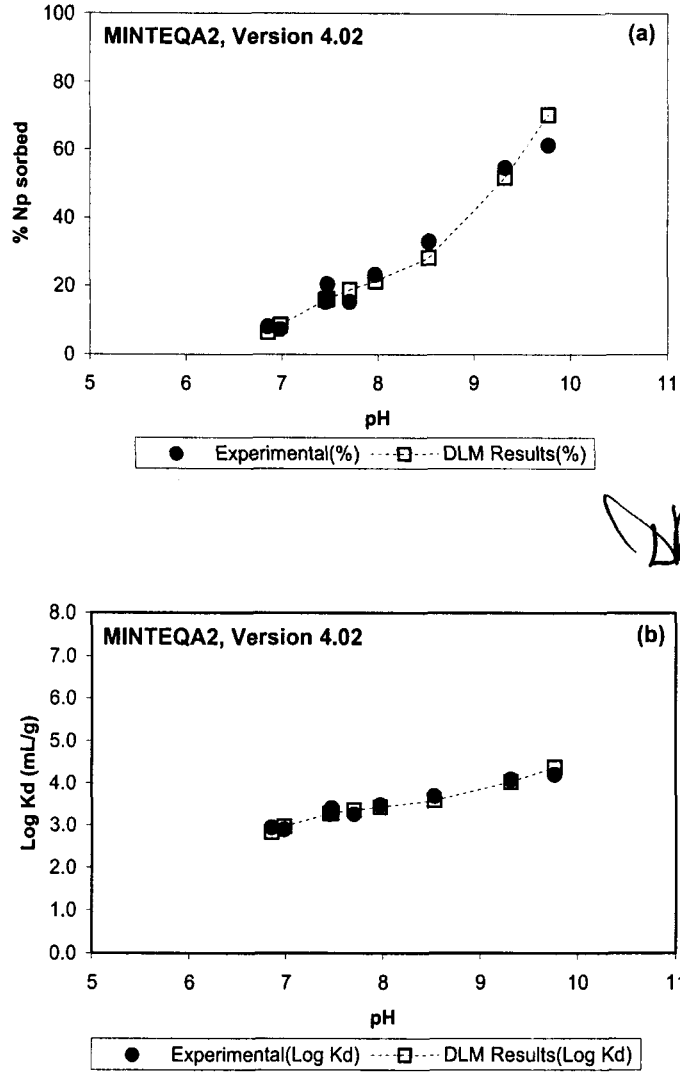 MINTEQA2, Version 4.02 (a)
100
80
60
40
20
0
% Np sorbed
5 6 7 8 9 10 11
pH
Experimental(%) DLM Results(%)
MINTEQA2, Version 4.02 (b)
8.0
7.0
6.0
5.0
4.0
3.0
2.0
1.0
0.0
Log Kd (mL/g)
5 6 7 8 9 10 11
pH
Experimental(Log Kd) DLM Results(Log Kd)